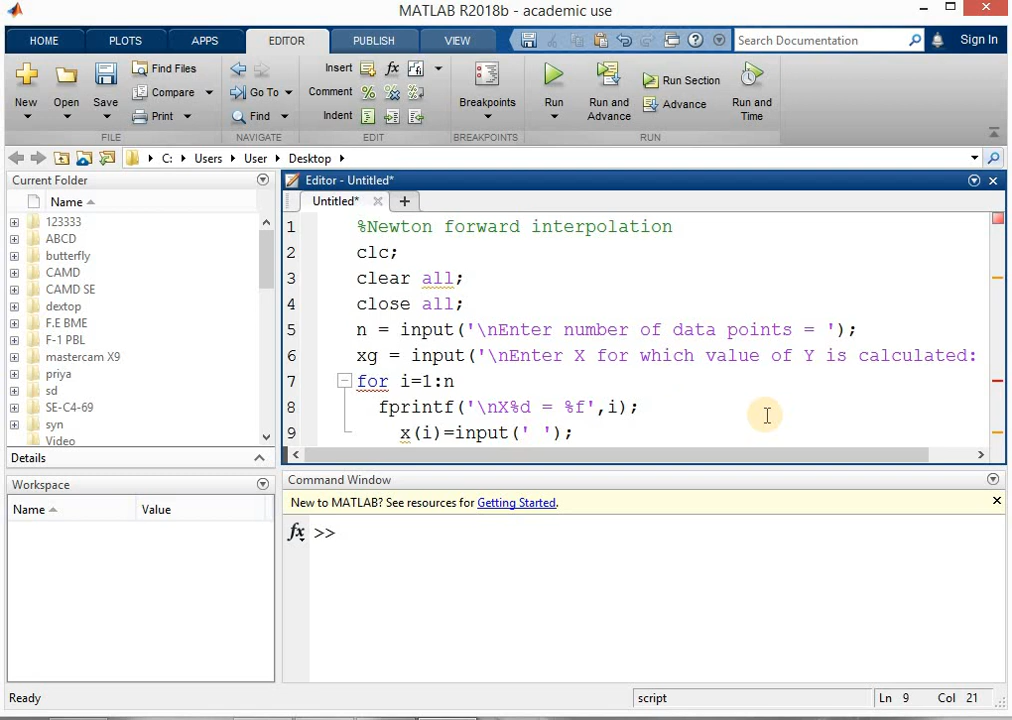 MATLAB R2018b - academic use
HOME PLOTS APPS EDITOR PUBLISH VIEW Search Documentation Sign In
New Open Save Find Files Compare Print
FILE
Go To Find
NAVIGATE
Insert fx
Comment % %
Indent
EDIT
Breakpoints
BREAKPOINTS
Run Run and Advance Run Section Advance Run and Time
RUN
C: Users User Desktop
Current Folder
Name
123333
ABCD
butterfly
CAMD
CAMD SE
dextop
F.E BME
F-1 PBL
mastercam X9
priya
sd
SE-C4-69
syn
Video
Details
Workspace
Name Value
Editor - Untitled*
Untitled* +
1 %Newton forward interpolation
2 clc;
3 clear all;
4 close all;
5 n = input('\nEnter number of data points = ');
6 xg = input('\nEnter X for which value of Y is calculated:
7 for i=1:n
8 fprintf('\nX%d = %f',i);
9 x(i)=input(' ');
Command Window
New to MATLAB? See resources for Getting Started.
fx >>
Ready script Ln 9 Col 21